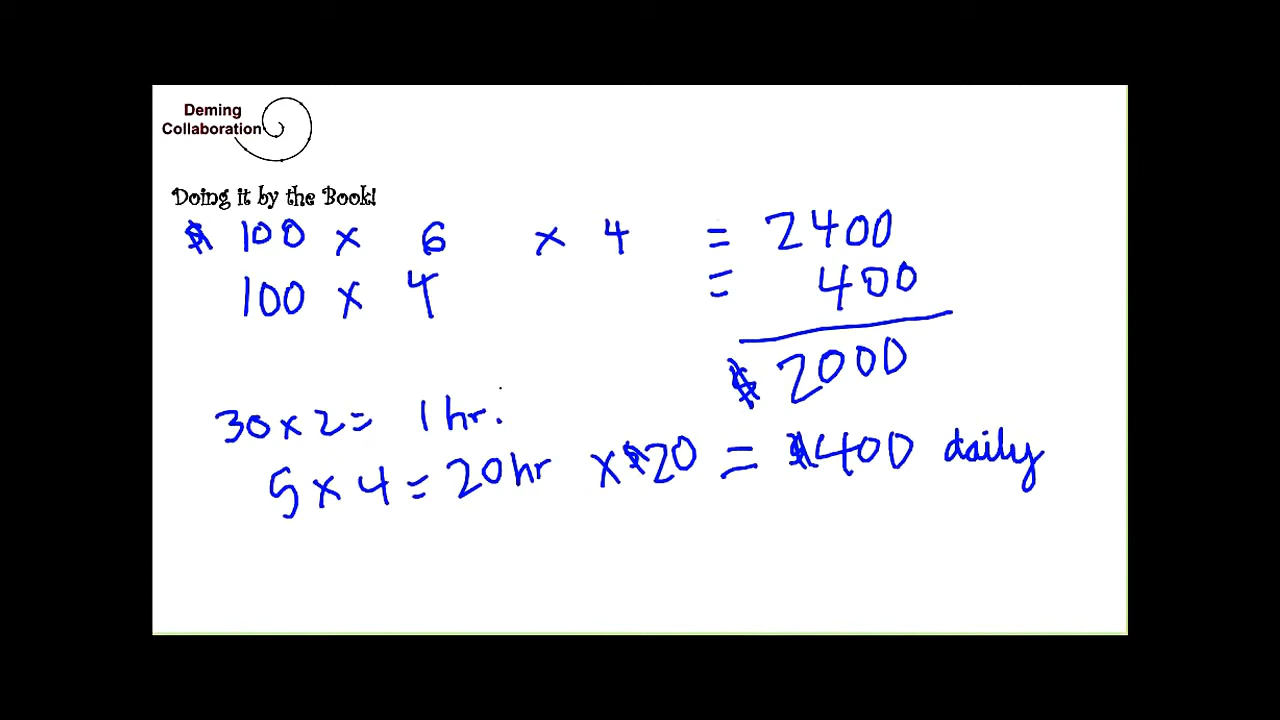 Deming
Collaboration
Doing it by the Book!
$ 100 x 6 x 4 = 2400
100 x 4 = 400
$ 2000
30 x 2 = 1 hr.
5 x 4 = 20 hr x $20 = $400 daily